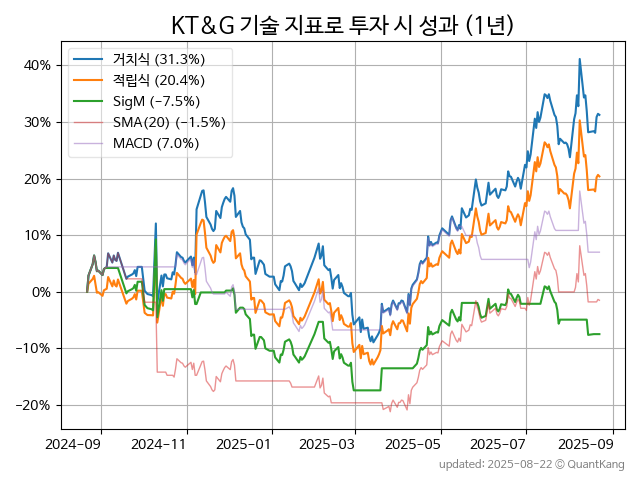 KT&G 기술 지표로 투자 시 성과 (1년)
거치식 (31.3%)
적립식 (20.4%)
SigM (−7.5%)
SMA(20) (−1.5%)
MACD (7.0%)
40%
30%
20%
10%
0%
−10%
−20%
2024-09 2024-11 2025-01 2025-03 2025-05 2025-07 2025-09
updated: 2025-08-22 © QuantKang